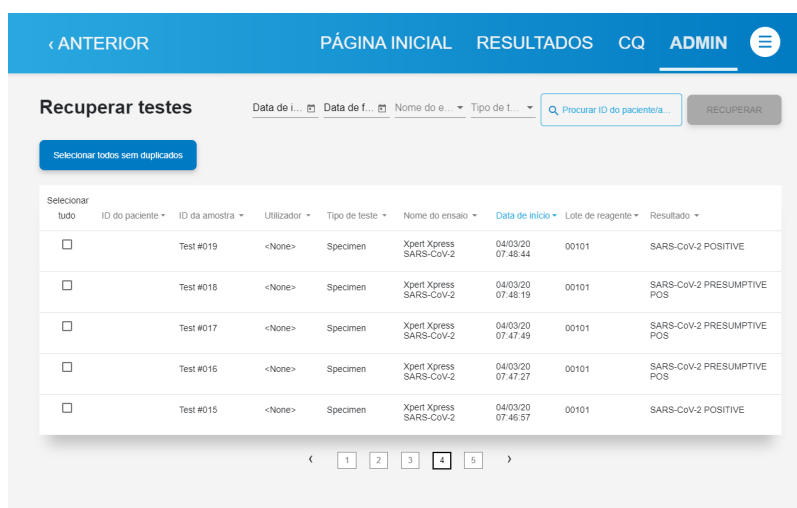 ‹ ANTERIOR PÁGINA INICIAL RESULTADOS CQ ADMIN
Recuperar testes Data de i... Data de f... Nome do e... Tipo de t... Procurar ID do paciente/a... RECUPERAR
Selecionar todos sem duplicados
Selecionar
tudo ID do paciente ID da amostra Utilizador Tipo de teste Nome do ensaio Data de início Lote de reagente Resultado
Test #019 <None> Specimen Xpert Xpress 04/03/20 00101 SARS-CoV-2 POSITIVE
SARS-CoV-2 07:48:44
Test #018 <None> Specimen Xpert Xpress 04/03/20 00101 SARS-CoV-2 PRESUMPTIVE
SARS-CoV-2 07:48:19 POS
Test #017 <None> Specimen Xpert Xpress 04/03/20 00101 SARS-CoV-2 PRESUMPTIVE
SARS-CoV-2 07:47:49 POS
Test #016 <None> Specimen Xpert Xpress 04/03/20 00101 SARS-CoV-2 PRESUMPTIVE
SARS-CoV-2 07:47:27 POS
Test #015 <None> Specimen Xpert Xpress 04/03/20 00101 SARS-CoV-2 POSITIVE
SARS-CoV-2 07:46:57
‹ 1 2 3 4 5 ›